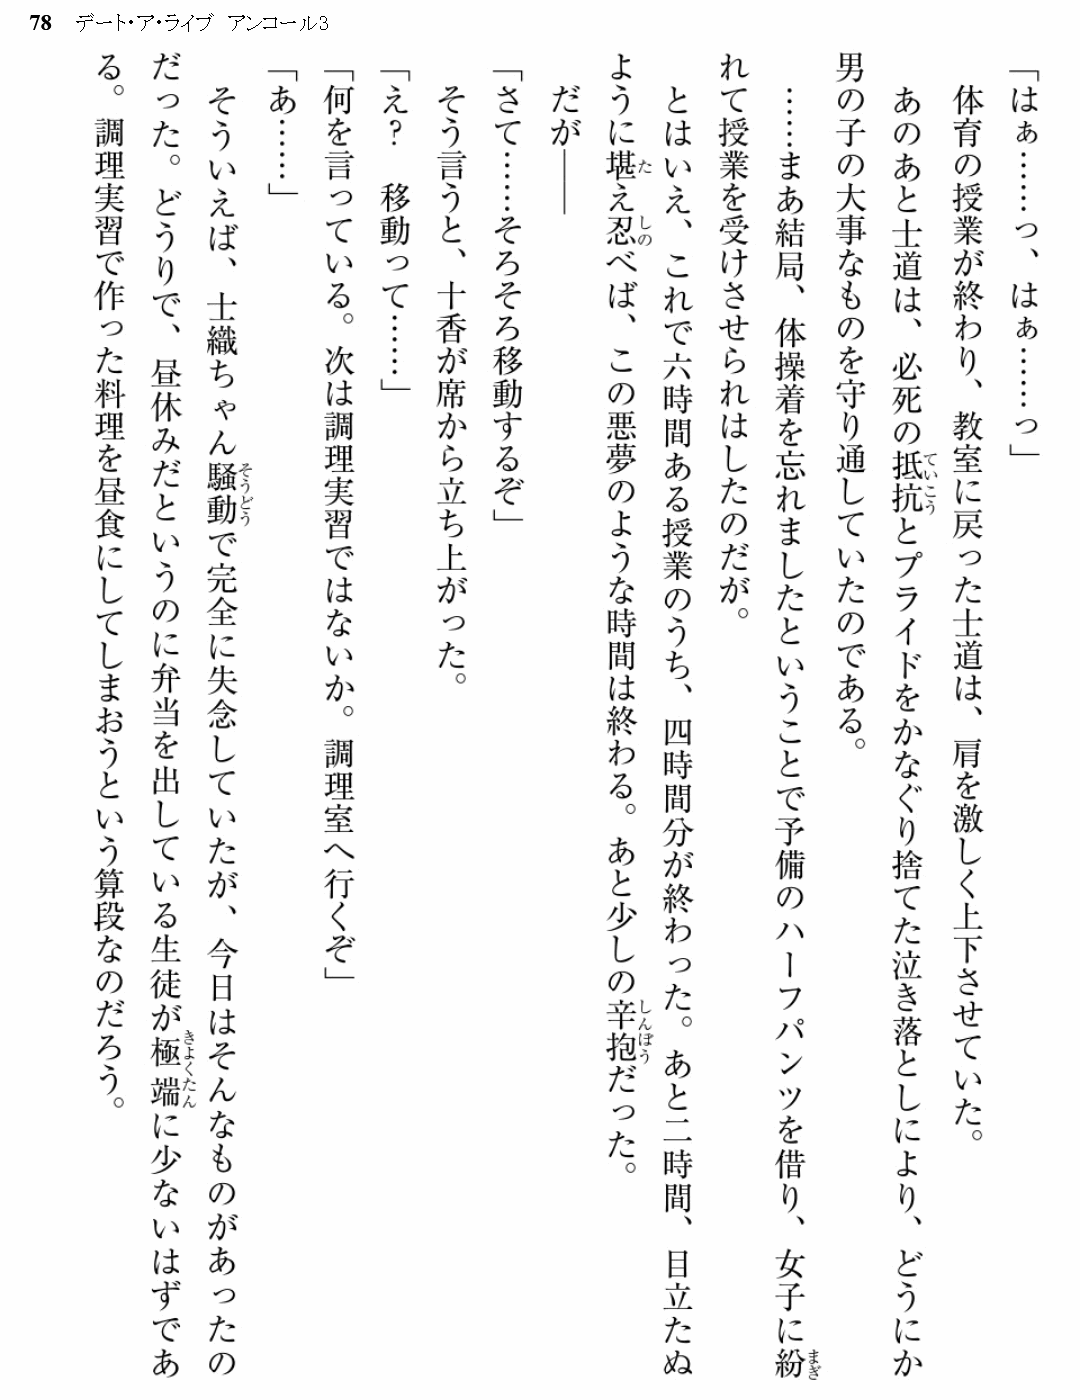 78 デート・ア・ライブ アンコール3
「はぁ……っ、はぁ……っ」
体育の授業が終わり、教室に戻った士道は、肩を激しく上下させていた。
あのあと士道は、必死の抵抗とプライドをかなぐり捨てた泣き落としにより、どうにか
男の子の大事なものを守り通していたのである。
……まあ結局、体操着を忘れましたということで予備のハーフパンツを借り、女子に紛
れて授業を受けさせられはしたのだが。
とはいえ、これで六時間ある授業のうち、四時間分が終わった。あと二時間、目立たぬ
ように堪え忍べば、この悪夢のような時間は終わる。あと少しの辛抱だった。
だが――
「さて……そろそろ移動するぞ」
そう言うと、十香が席から立ち上がった。
「え? 移動って……」
「何を言っている。次は調理実習ではないか。調理室へ行くぞ」
「あ……」
そういえば、士織ちゃん騒動で完全に失念していたが、今日はそんなものがあったの
だった。どうりで、昼休みだというのに弁当を出している生徒が極端に少ないはずであ
る。調理実習で作った料理を昼食にしてしまおうという算段なのだろう。